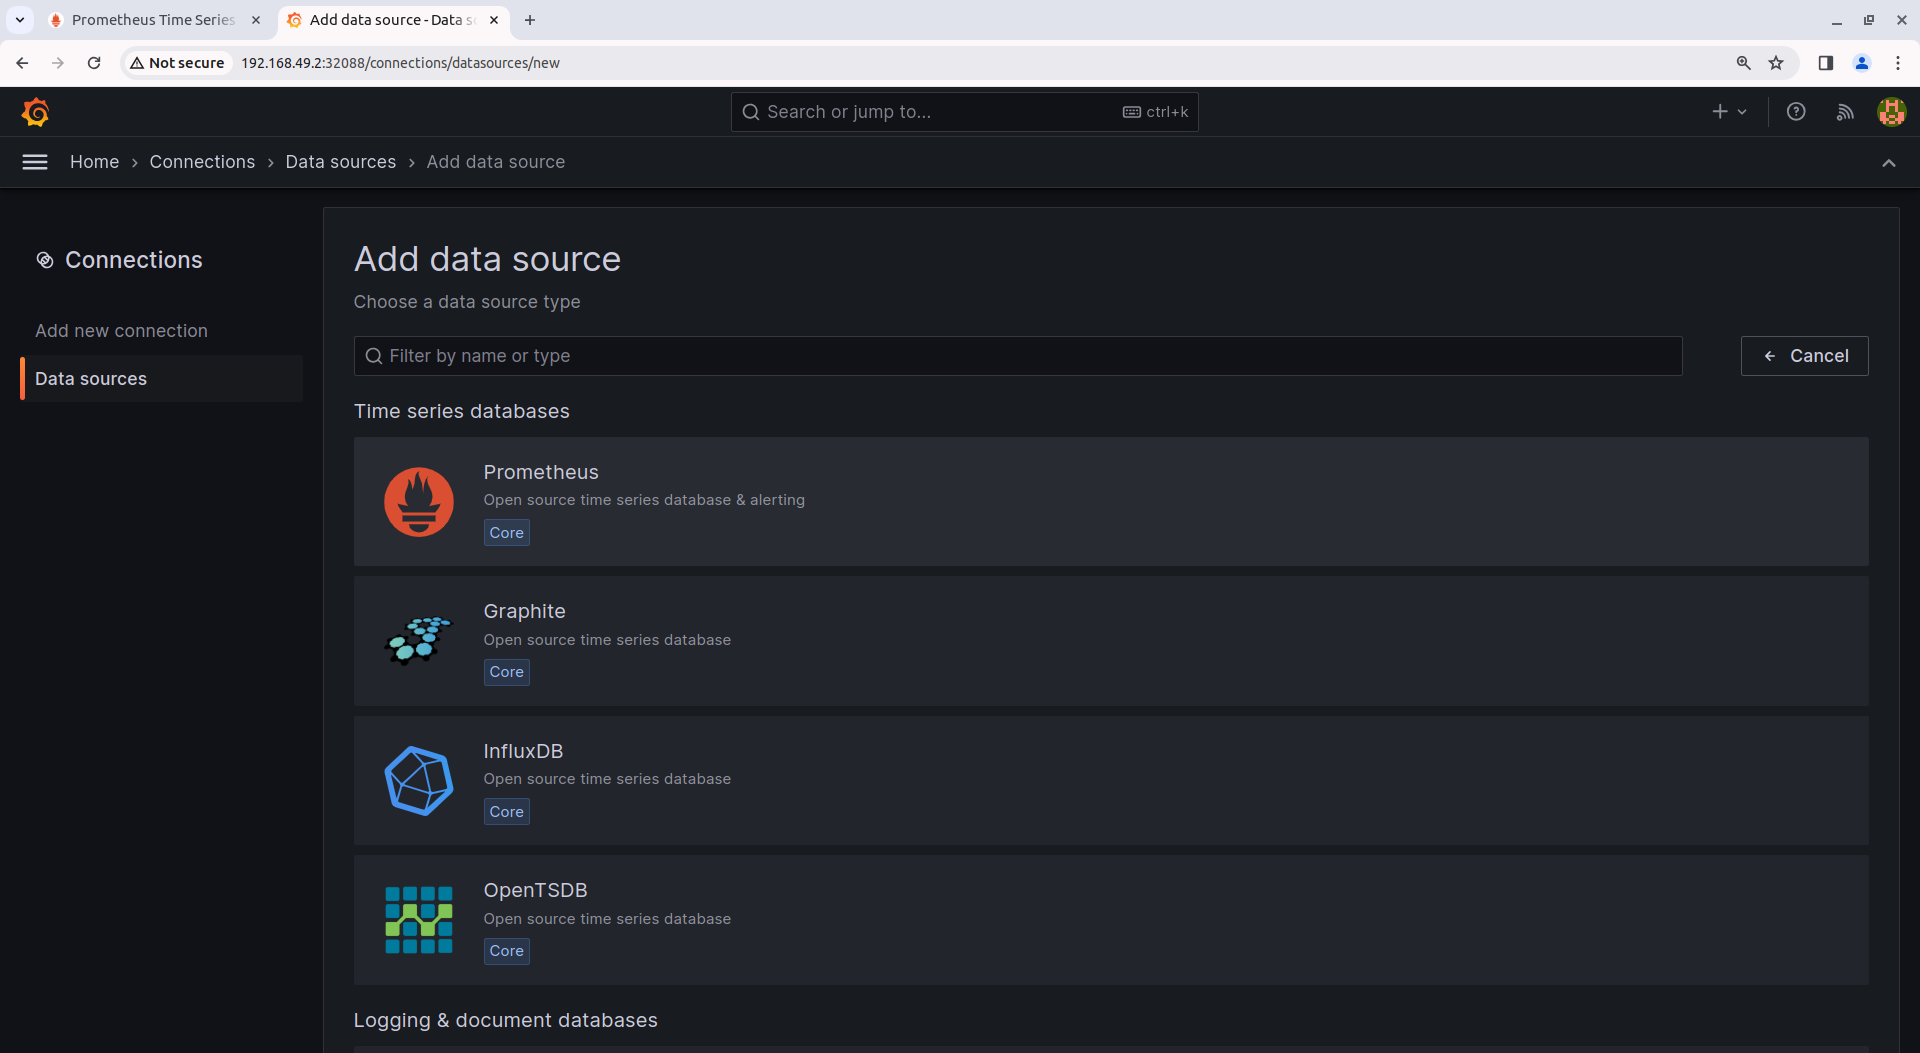 Prometheus Time Series
Add data source - Data s
Not secure
192.168.49.2:32088/connections/datasources/new
Search or jump to...
ctrl+k
Home › Connections › Data sources › Add data source
Connections
Add new connection
Data sources
Add data source
Choose a data source type
Filter by name or type
Cancel
Time series databases
Prometheus
Open source time series database & alerting
Core
Graphite
Open source time series database
Core
InfluxDB
Open source time series database
Core
OpenTSDB
Open source time series database
Core
Logging & document databases